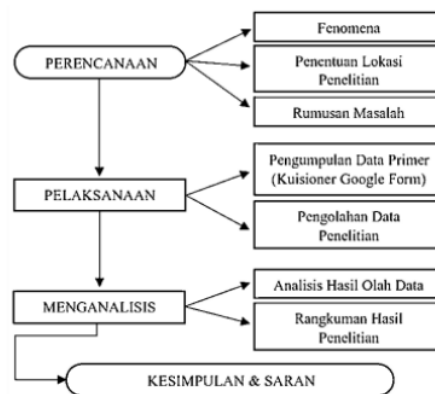 PERENCANAAN
Fenomena
Penentuan Lokasi
Penelitian
Rumusan Masalah
PELAKSANAAN
Pengumpulan Data Primer
(Kuisioner Google Form)
Pengolahan Data
Penelitian
MENGANALISIS
Analisis Hasil Olah Data
Rangkuman Hasil
Penelitian
KESIMPULAN & SARAN